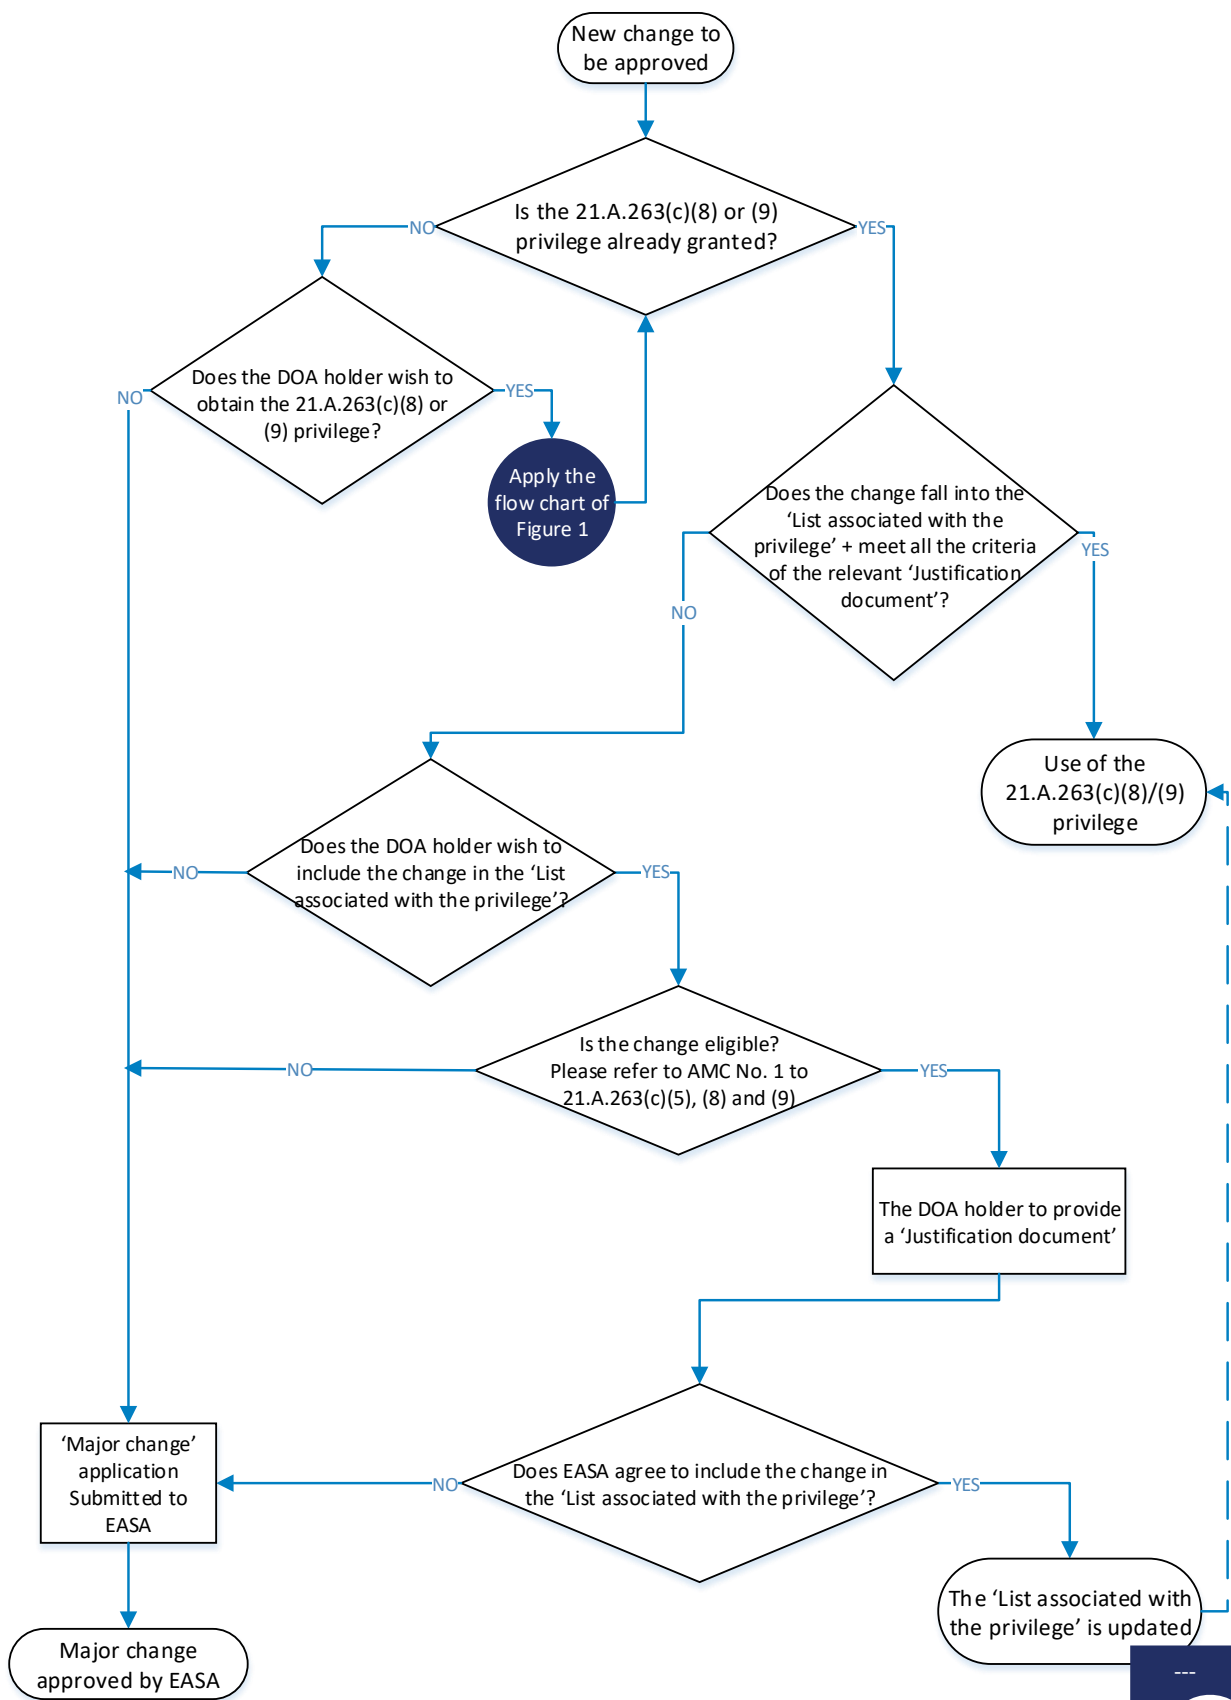 New change to
be approved
Is the 21.A.263(c)(8) or (9)
privilege already granted?
NO
YES
Does the DOA holder wish to
obtain the 21.A.263(c)(8) or
(9) privilege?
NO
YES
Apply the
flow chart of
Figure 1
Does the change fall into the
‘List associated with the
privilege’ + meet all the criteria
of the relevant ‘Justification
document’?
YES
NO
Use of the
21.A.263(c)(8)/(9)
privilege
Does the DOA holder wish to
include the change in the ‘List
associated with the privilege’?
NO
YES
Is the change eligible?
Please refer to AMC No. 1 to
21.A.263(c)(5), (8) and (9)
NO
YES
The DOA holder to provide
a ‘Justification document’
‘Major change’
application
Submitted to
EASA
Does EASA agree to include the change in
the ‘List associated with the privilege’?
NO
YES
The ‘List associated with
the privilege’ is updated
Major change
approved by EASA
---